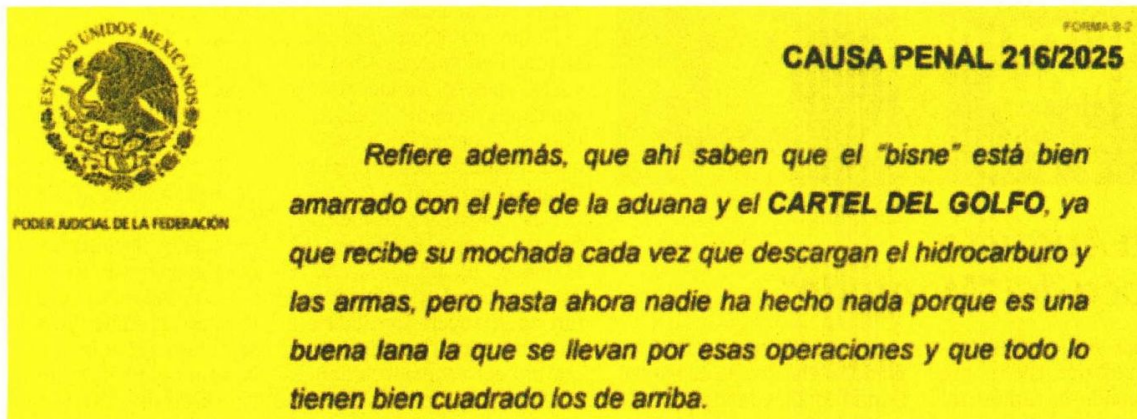 ESTADOS UNIDOS MEXICANOS
FORMA B-2
CAUSA PENAL 216/2025
PODER JUDICIAL DE LA FEDERACIÓN
Refiere además, que ahí saben que el "bisne" está bien
amarrado con el jefe de la aduana y el CARTEL DEL GOLFO, ya
que recibe su mochada cada vez que descargan el hidrocarburo y
las armas, pero hasta ahora nadie ha hecho nada porque es una
buena lana la que se llevan por esas operaciones y que todo lo
tienen bien cuadrado los de arriba.